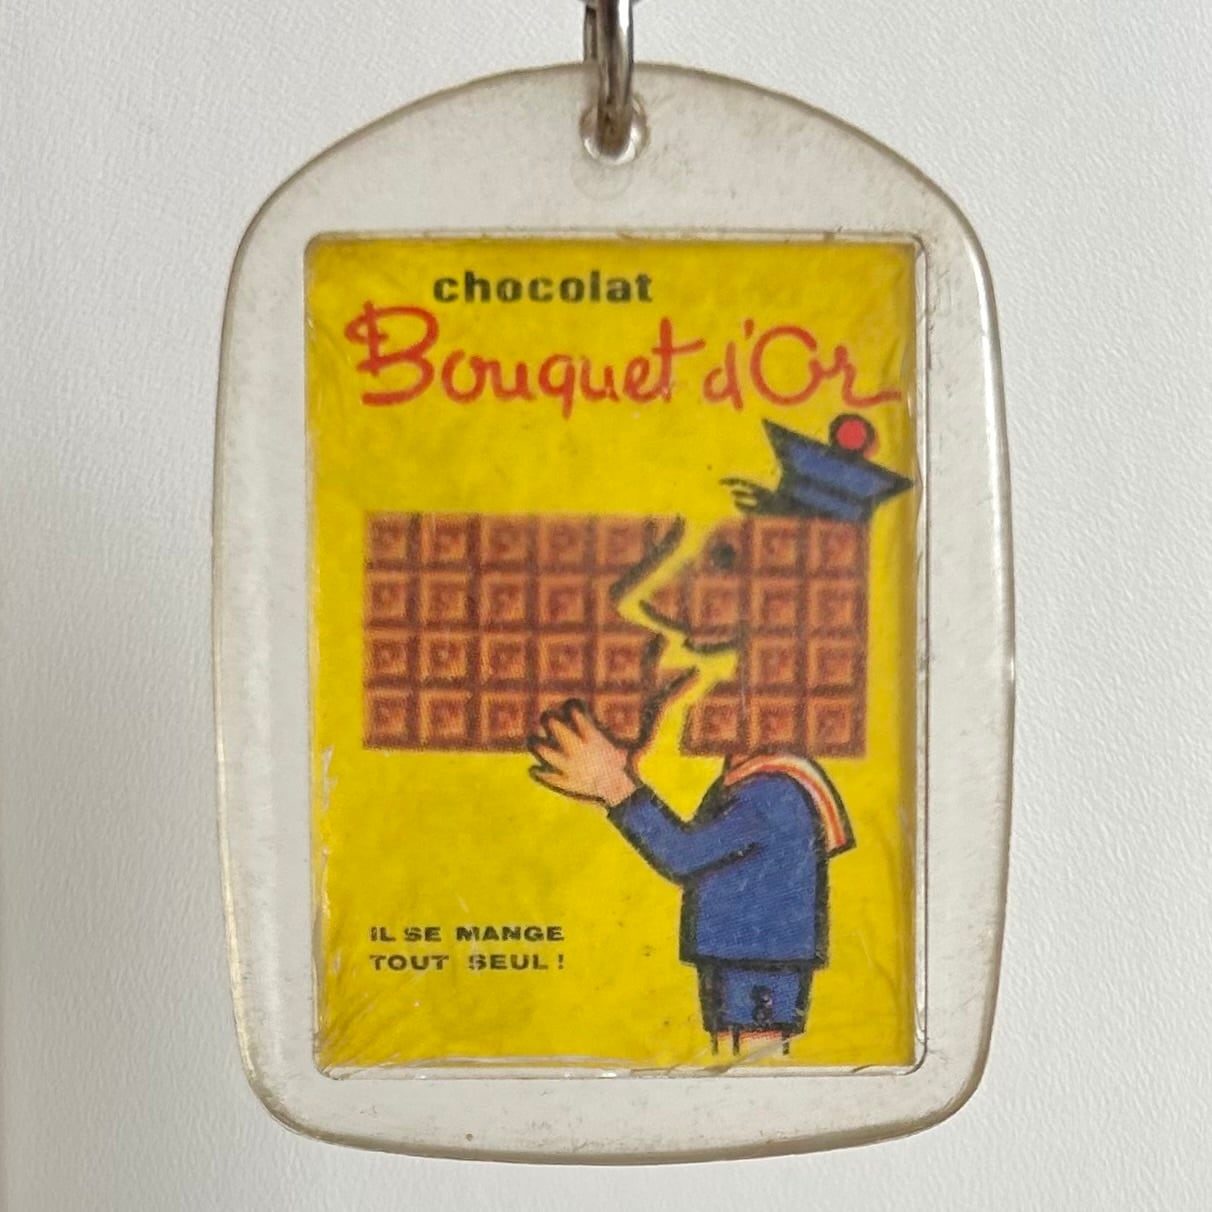 chocolat
Bouquet d'Or
IL SE MANGE
TOUT SEUL !